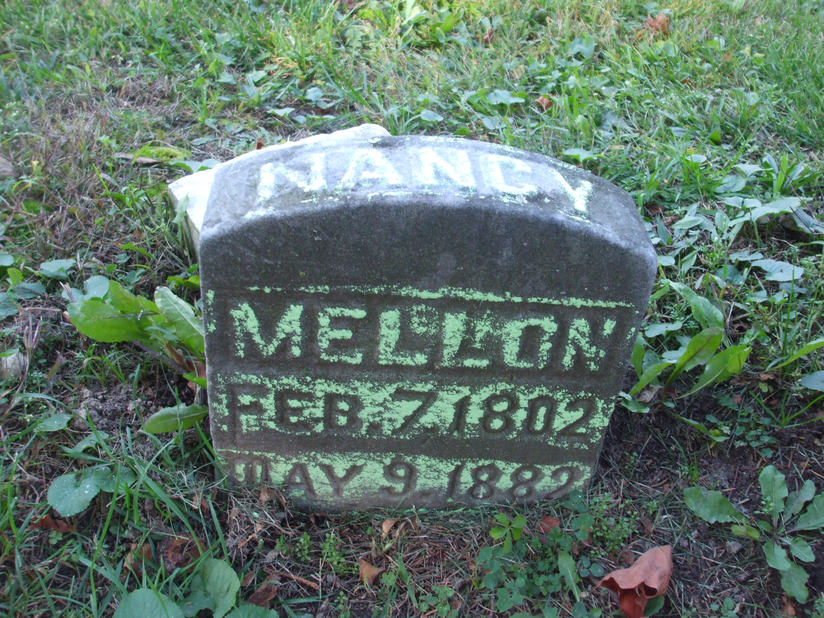 NANCY
MELLON
FEB. 7, 1802
MAY 9, 1882